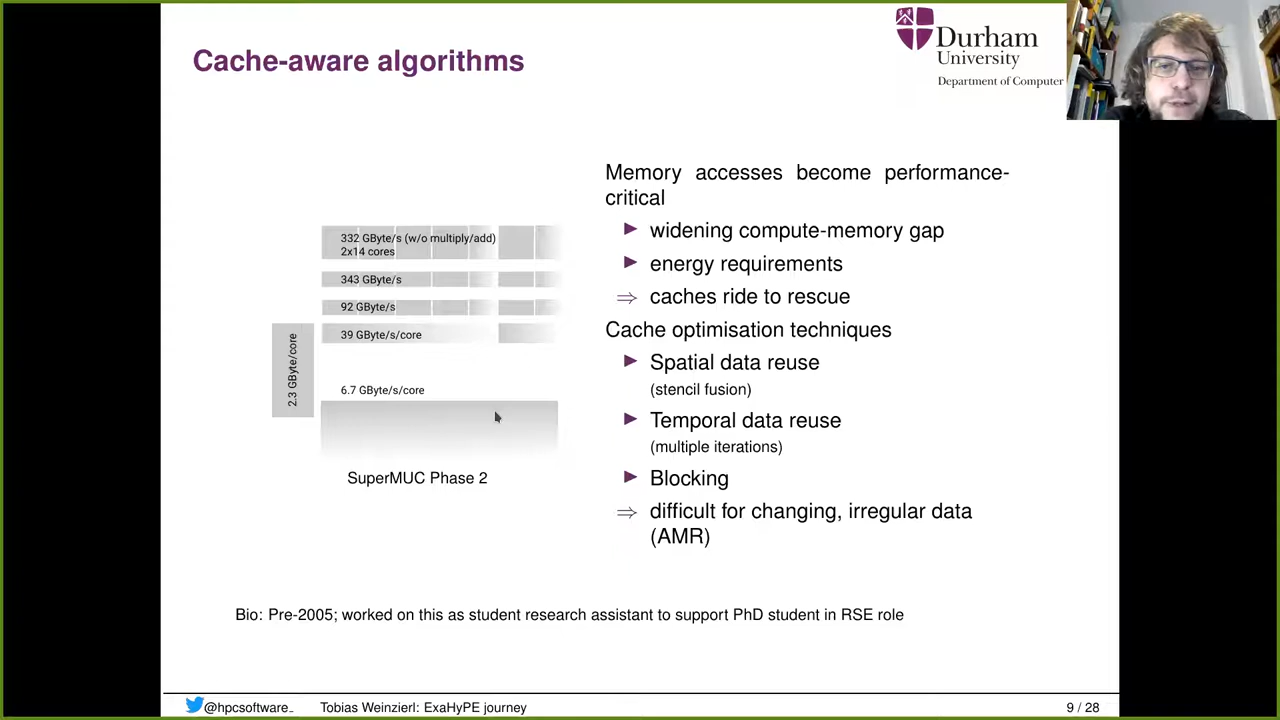 Cache-aware algorithms
Durham
University
Department of Computer
Memory accesses become performance-
critical
widening compute-memory gap
energy requirements
⇒ caches ride to rescue
Cache optimisation techniques
Spatial data reuse
(stencil fusion)
Temporal data reuse
(multiple iterations)
Blocking
⇒ difficult for changing, irregular data
(AMR)
332 GByte/s (w/o multiply/add)
2x14 cores
343 GByte/s
92 GByte/s
39 GByte/s/core
2.3 GByte/core
6.7 GByte/s/core
SuperMUC Phase 2
Bio: Pre-2005; worked on this as student research assistant to support PhD student in RSE role
@hpcsoftware_ Tobias Weinzierl: ExaHyPE journey 9 / 28